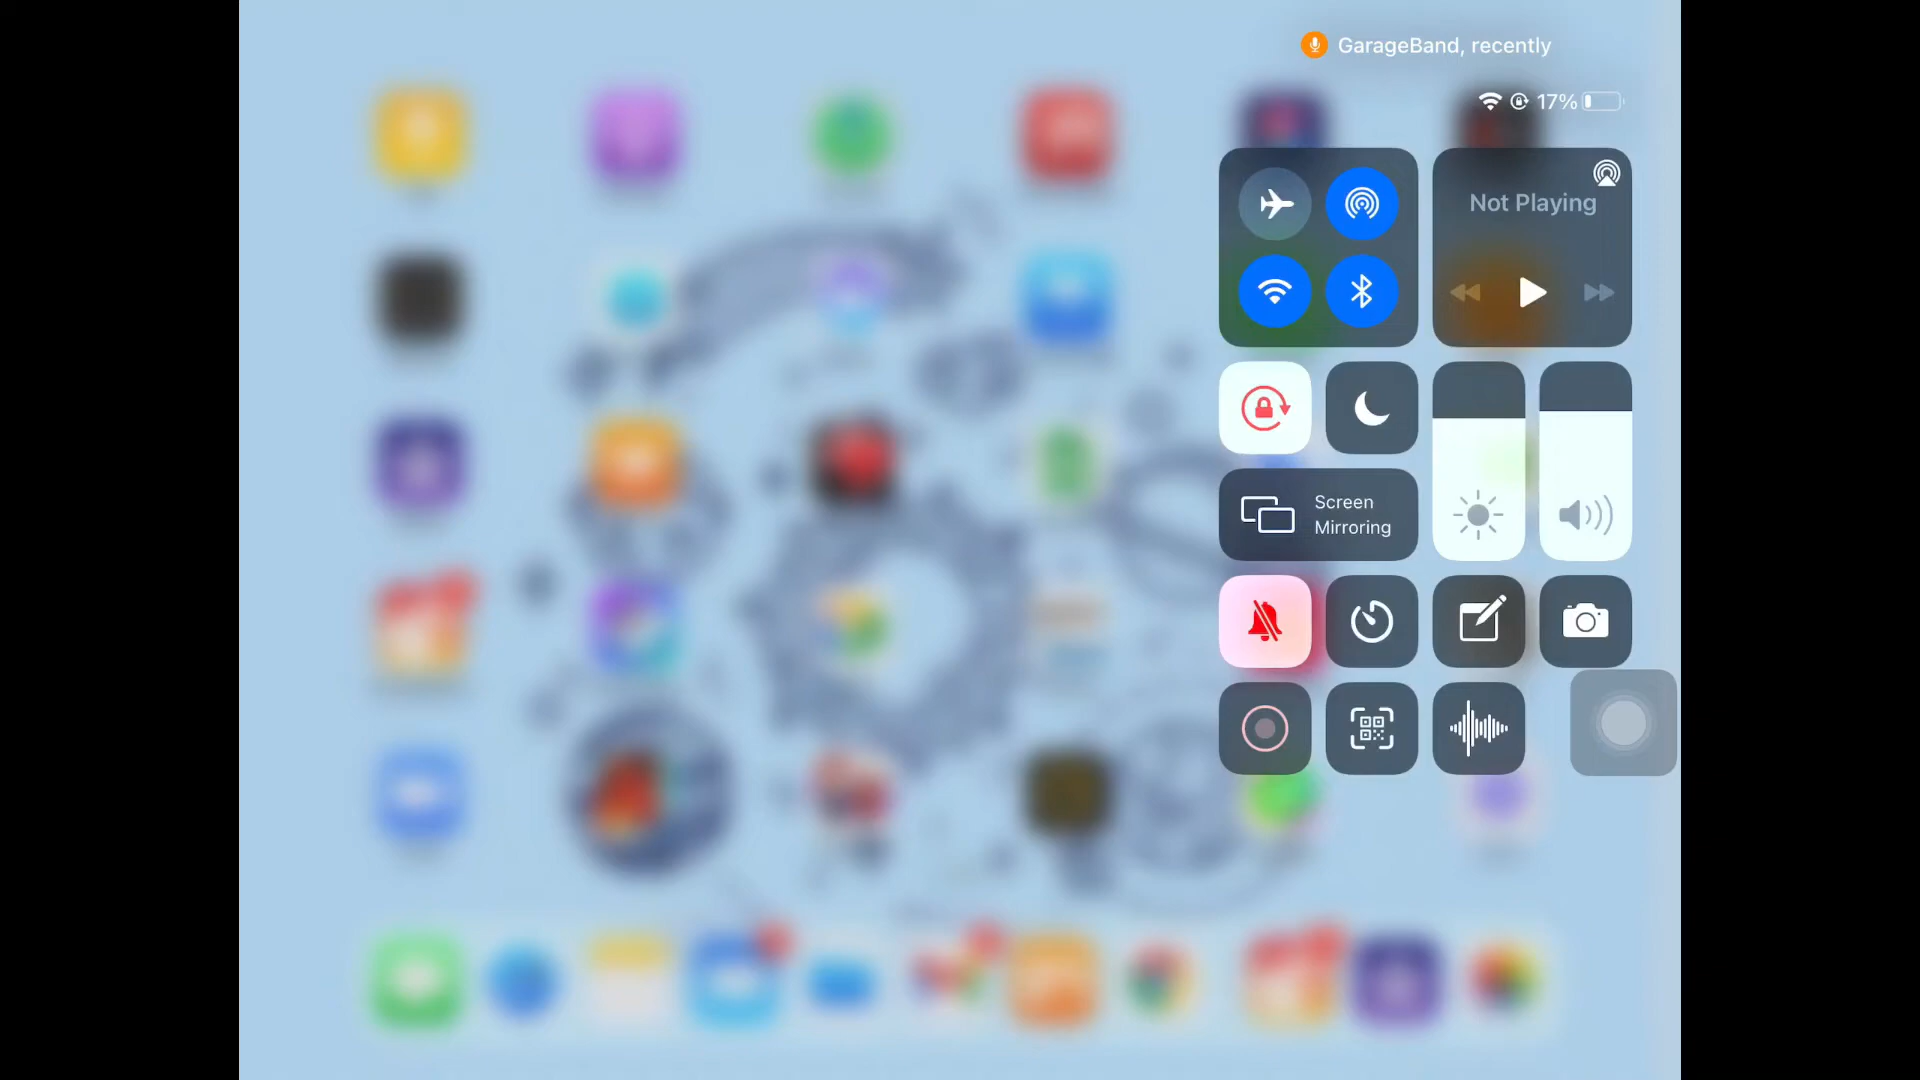 GarageBand, recently
17%
Not Playing
Screen
Mirroring